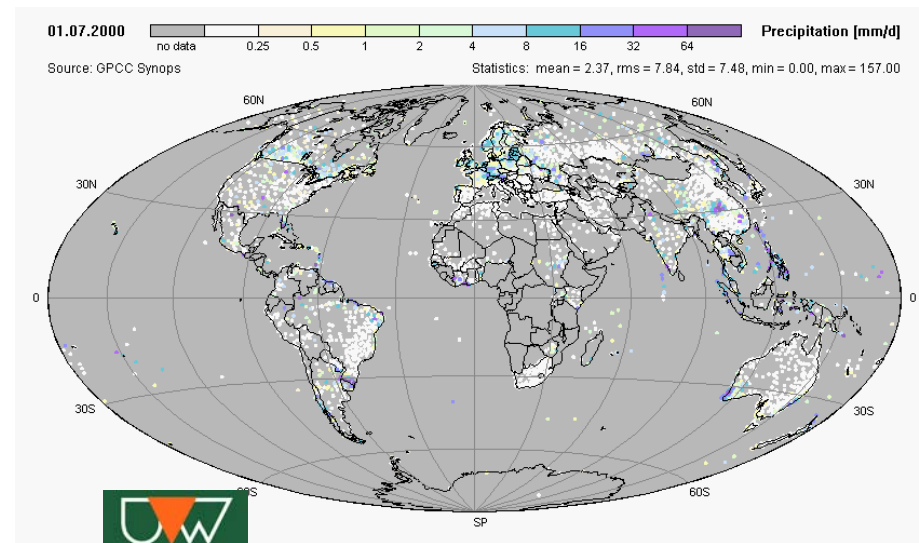 01.07.2000
Precipitation [mm/d]
no data 0.25 0.5 1 2 4 8 16 32 64
Source: GPCC Synops
Statistics: mean = 2.37, rms = 7.84, std = 7.48, min = 0.00, max = 157.00
60N 60N
30N 30N
0 0
30S 30S
60S
SP